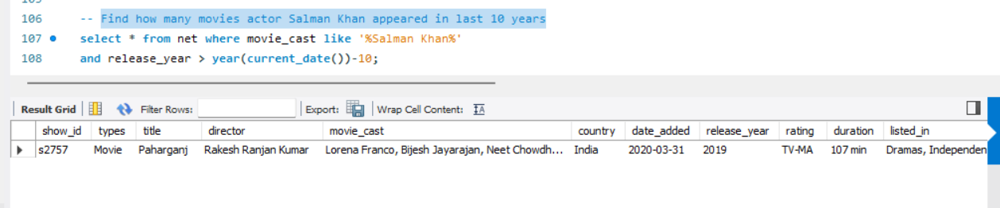 106 -- Find how many movies actor Salman Khan appeared in last 10 years
107 select * from net where movie_cast like '%Salman Khan%'
108 and release_year > year(current_date())-10;
Result Grid Filter Rows: Export: Wrap Cell Content: IA
show_id types title director movie_cast country date_added release_year rating duration listed_in
s2757 Movie Paharganj Rakesh Ranjan Kumar Lorena Franco, Bijesh Jayarajan, Neet Chowdh... India 2020-03-31 2019 TV-MA 107 min Dramas, Independen